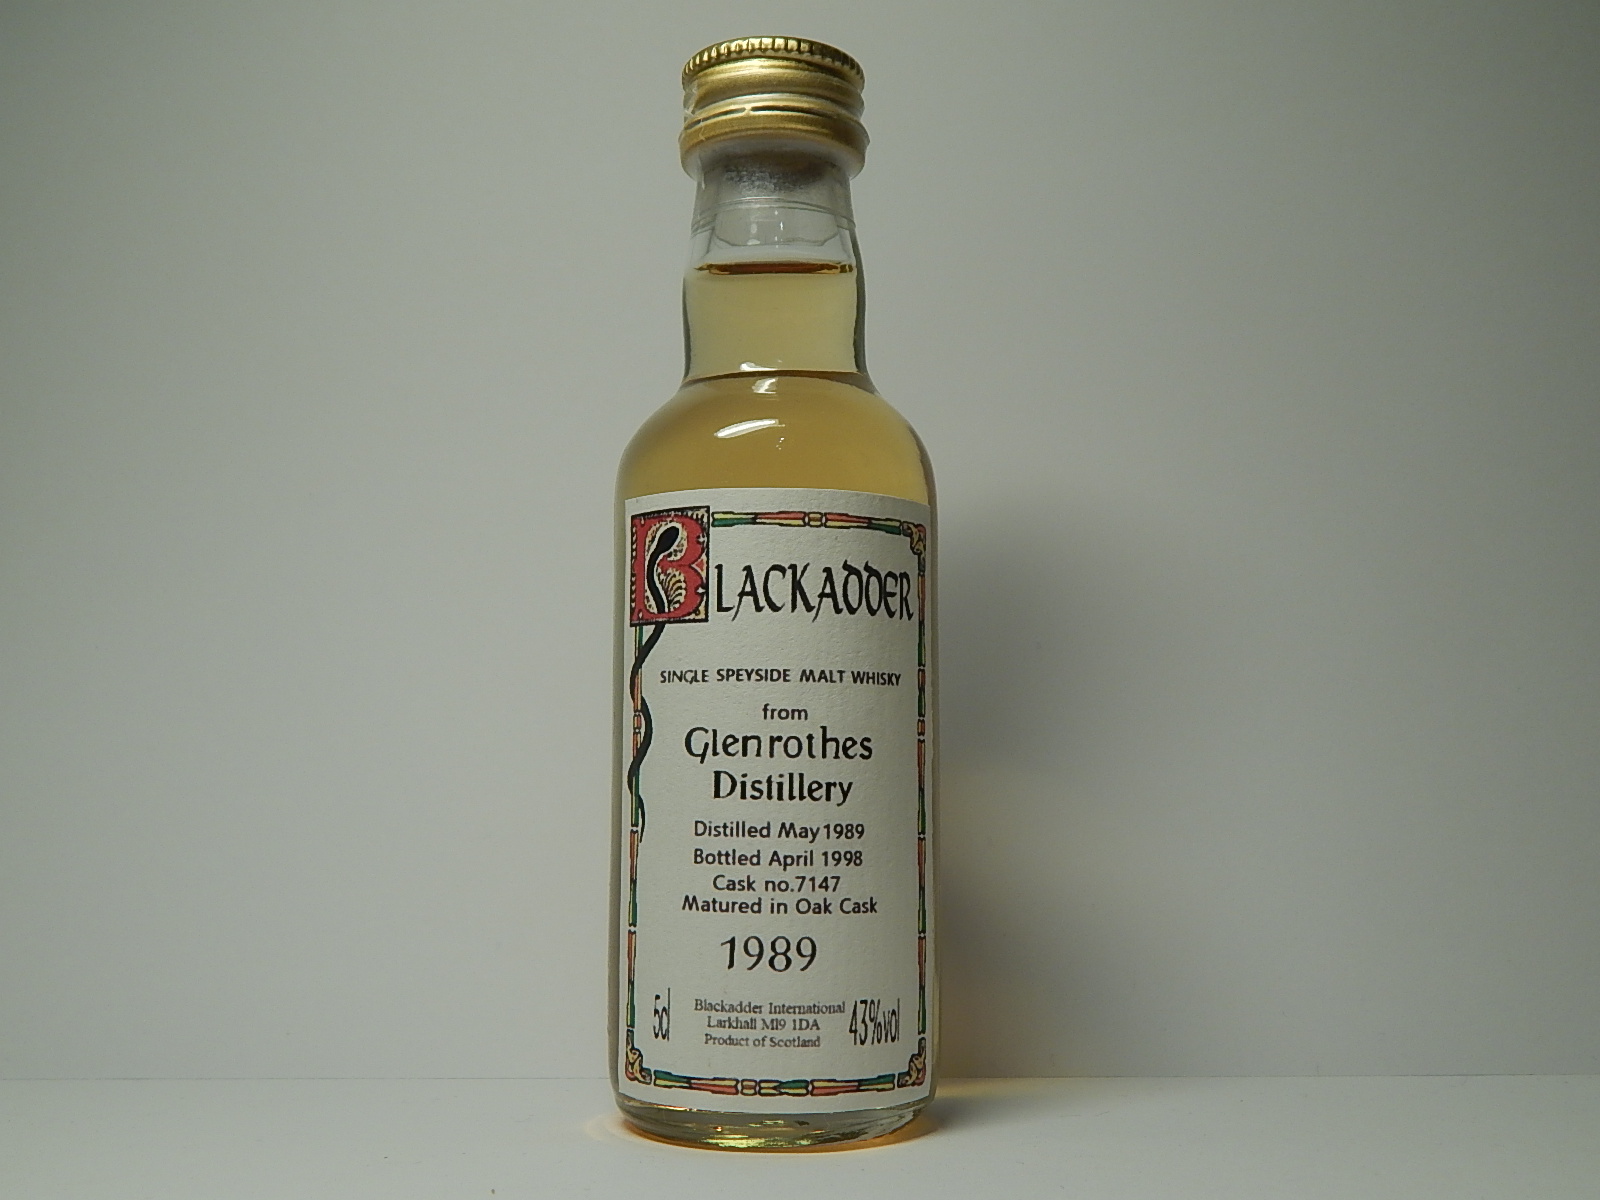 BLACKADDER
SINGLE SPEYSIDE MALT WHISKY
from
Glenrothes
Distillery
Distilled May 1989
Bottled April 1998
Cask no.7147
Matured in Oak Cask
1989
5cl
Blackadder International
Larkhall Ml9 1DA
Product of Scotland
43%vol